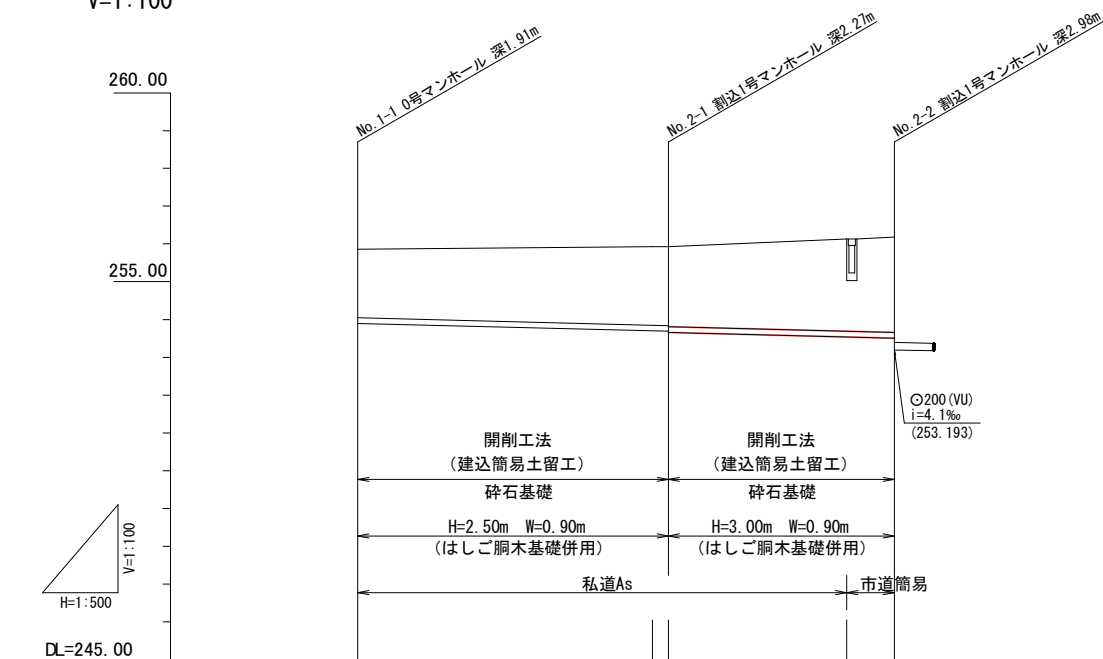 V=1:100
No.1-1 0号マンホール 深1.91m
No.2-1 割込1号マンホール 深2.27m
No.2-2 割込1号マンホール 深2.98m
260.00
255.00
⊙200(VU)
i=4.1‰
(253.193)
開削工法
(建込簡易土留工)
砕石基礎
開削工法
(建込簡易土留工)
砕石基礎
H=2.50m W=0.90m
(はしご胴木基礎併用)
H=3.00m W=0.90m
(はしご胴木基礎併用)
私道As
市道簡易
V=1:100
H=1:500
DL=245.00